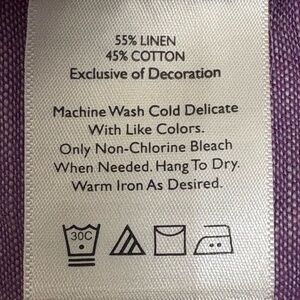 55% LINEN
45% COTTON
Exclusive of Decoration
Machine Wash Cold Delicate
With Like Colors.
Only Non-Chlorine Bleach
When Needed. Hang To Dry.
Warm Iron As Desired.
30C